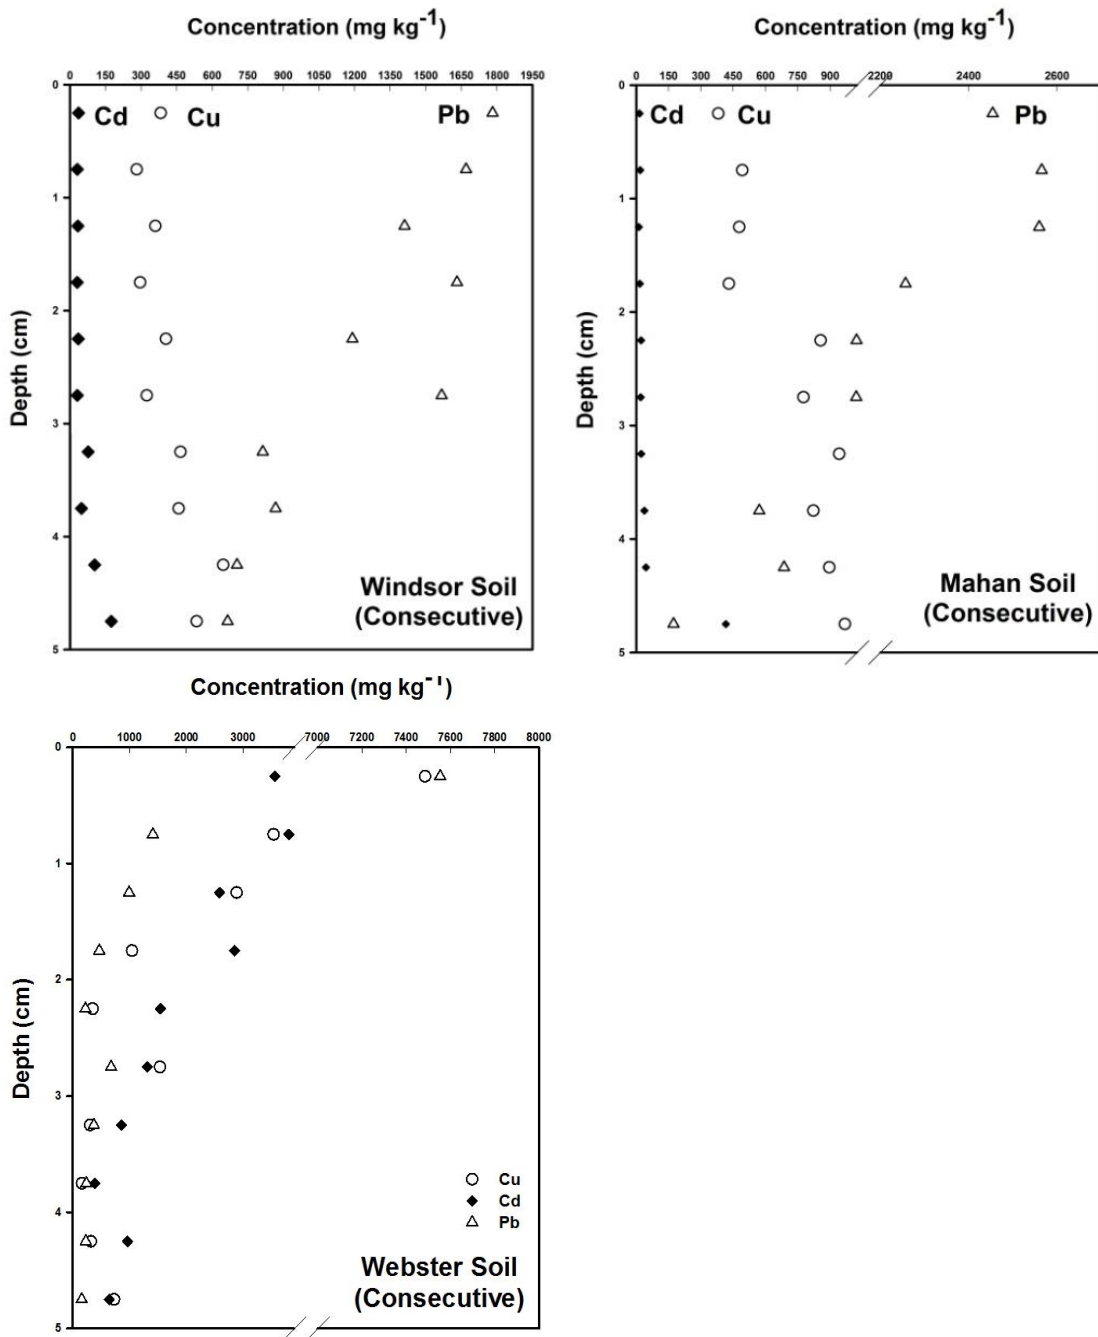 Concentration (mg kg-1)
0 150 300 450 600 750 900 1050 1200 1350 1500 1650 1800 1950
0
Cd Cu Pb
1
2
Depth (cm)
3
4
Windsor Soil
(Consecutive)
5
Concentration (mg kg-1)
0 150 300 450 600 750 900 2200 2400 2600
0
Cd Cu Pb
1
2
Depth (cm)
3
4
Mahan Soil
(Consecutive)
5
Concentration (mg kg-1)
0 1000 2000 3000 7000 7200 7400 7600 7800 8000
0
1
2
Depth (cm)
3
Cu
Cd
4
Pb
Webster Soil
(Consecutive)
5